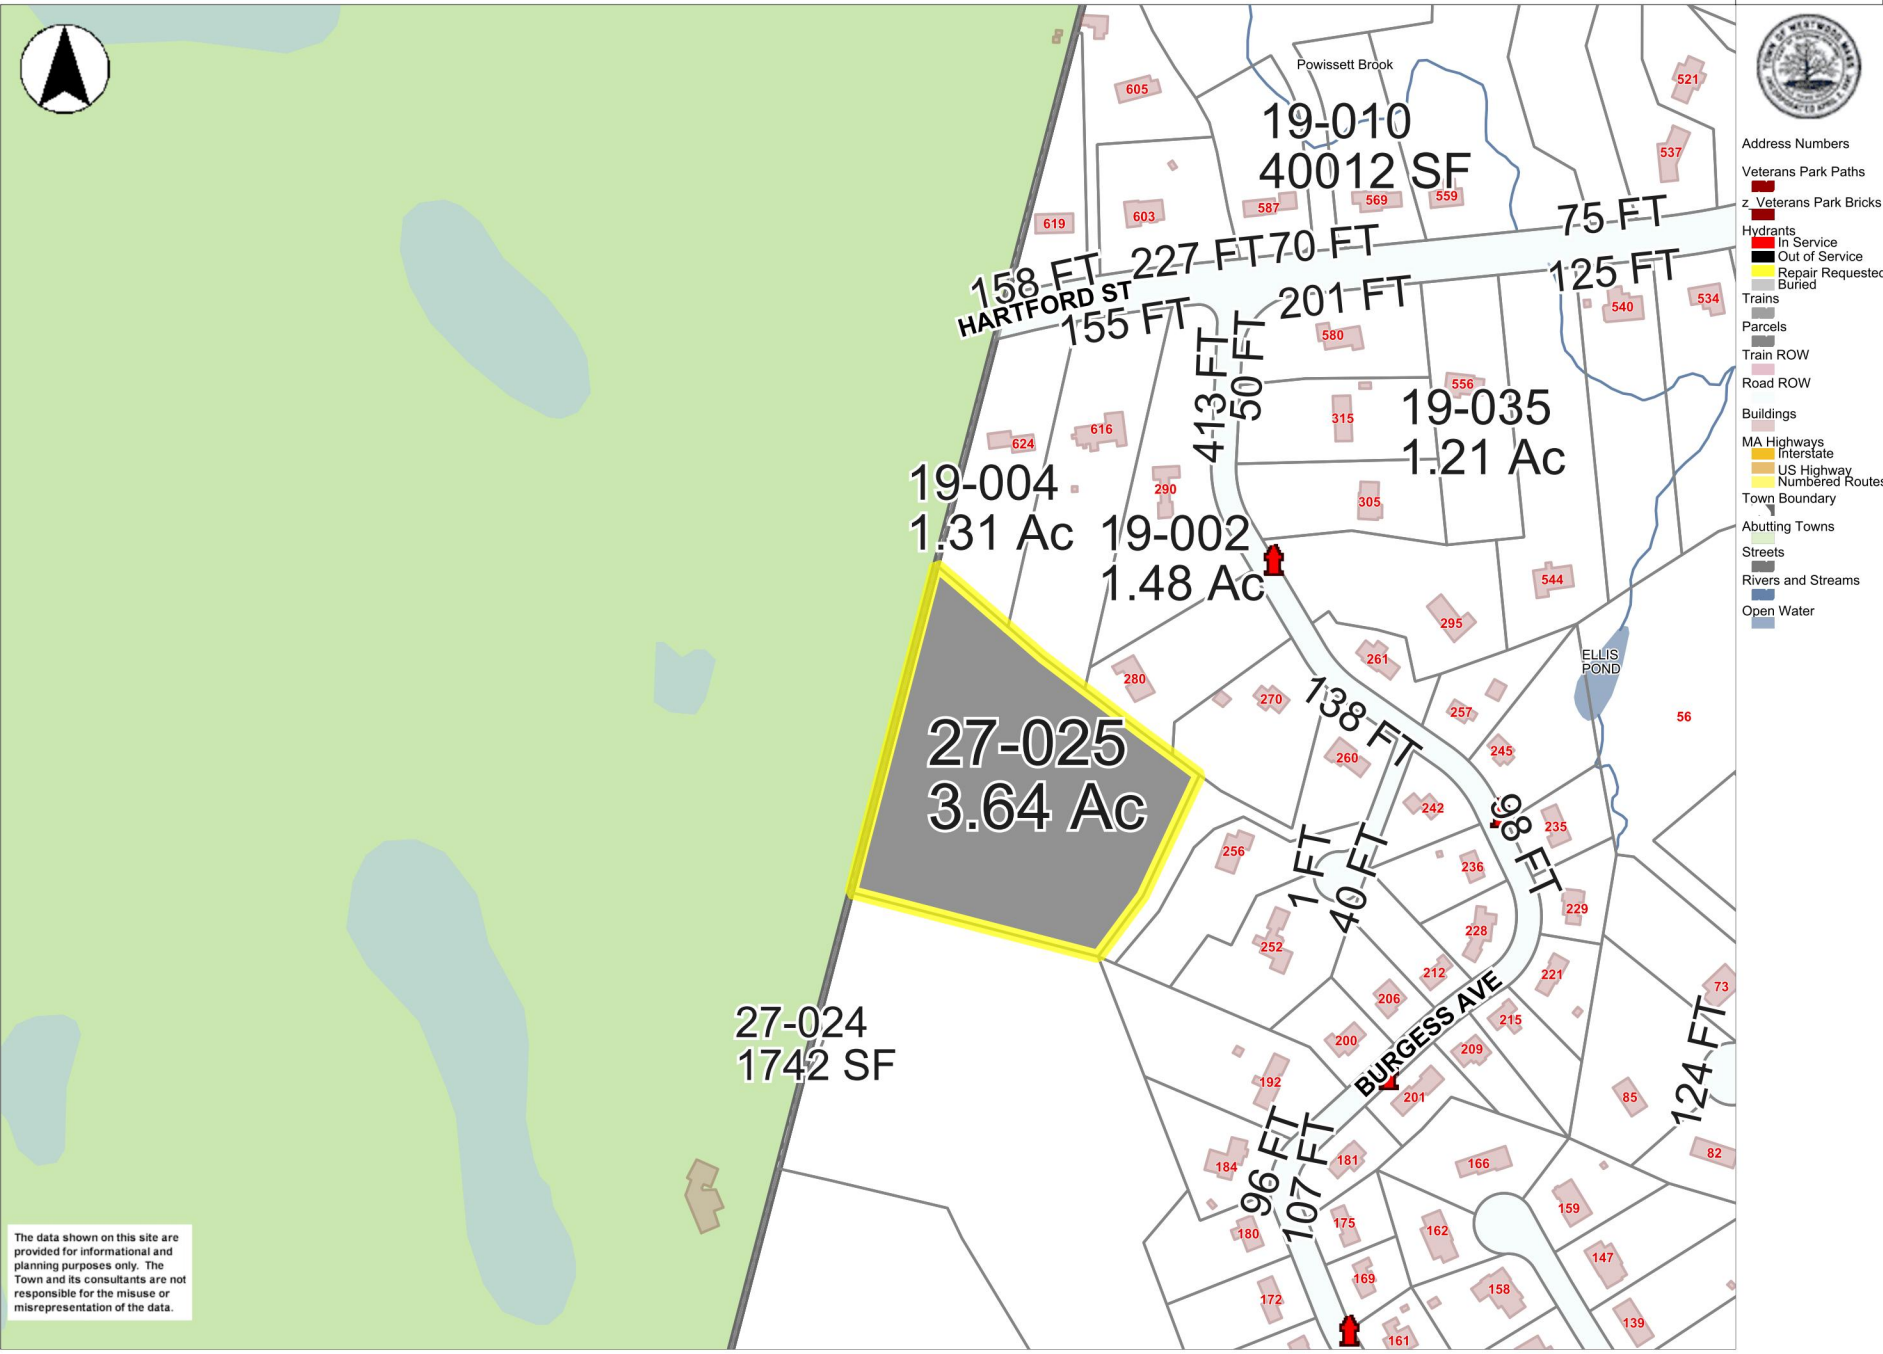 TOWN OF WESTWOOD, MASS.
INCORPORATED APRIL 2, 1897
Powissett Brook
521
605
19-010
40012 SF
537
619
603
587
569
559
75 FT
158 FT
227 FT
70 FT
HARTFORD ST
155 FT
201 FT
125 FT
540
534
580
413 FT
50 FT
556
315
19-035
1.21 Ac
624
616
19-004
1.31 Ac
290
305
19-002
1.48 Ac
544
295
261
ELLIS
POND
280
270
138 FT
257
56
27-025
3.64 Ac
260
245
242
98 FT
235
256
1 FT
40 FT
236
229
228
252
212
221
73
206
BURGESS AVE
215
27-024
1742 SF
200
209
124 FT
192
201
85
96 FT
107 FT
184
181
166
82
180
175
162
159
147
169
172
158
139
161
Address Numbers
Veterans Park Paths
z_Veterans Park Bricks
Hydrants
In Service
Out of Service
Repair Requested
Buried
Trains
Parcels
Train ROW
Road ROW
Buildings
MA Highways
Interstate
US Highway
Numbered Routes
Town Boundary
Abutting Towns
Streets
Rivers and Streams
Open Water
The data shown on this site are
provided for informational and
planning purposes only. The
Town and its consultants are not
responsible for the misuse or
misrepresentation of the data.